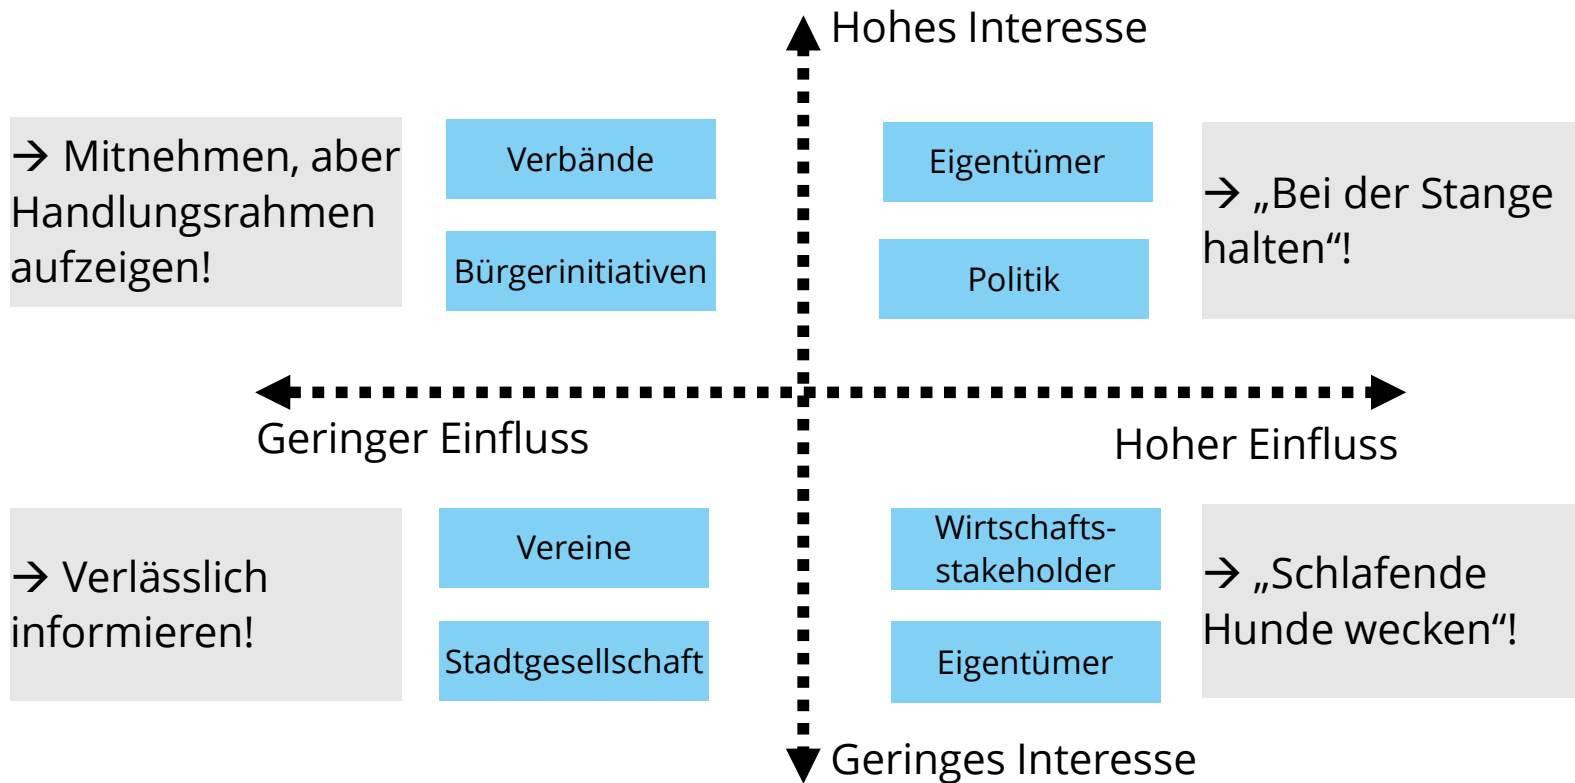 Hohes Interesse
→ Mitnehmen, aber
Handlungsrahmen
aufzeigen!
Verbände
Bürgerinitiativen
Eigentümer
Politik
→ „Bei der Stange
halten“!
Geringer Einfluss
Hoher Einfluss
→ Verlässlich
informieren!
Vereine
Stadtgesellschaft
Wirtschafts-
stakeholder
Eigentümer
→ „Schlafende
Hunde wecken“!
Geringes Interesse